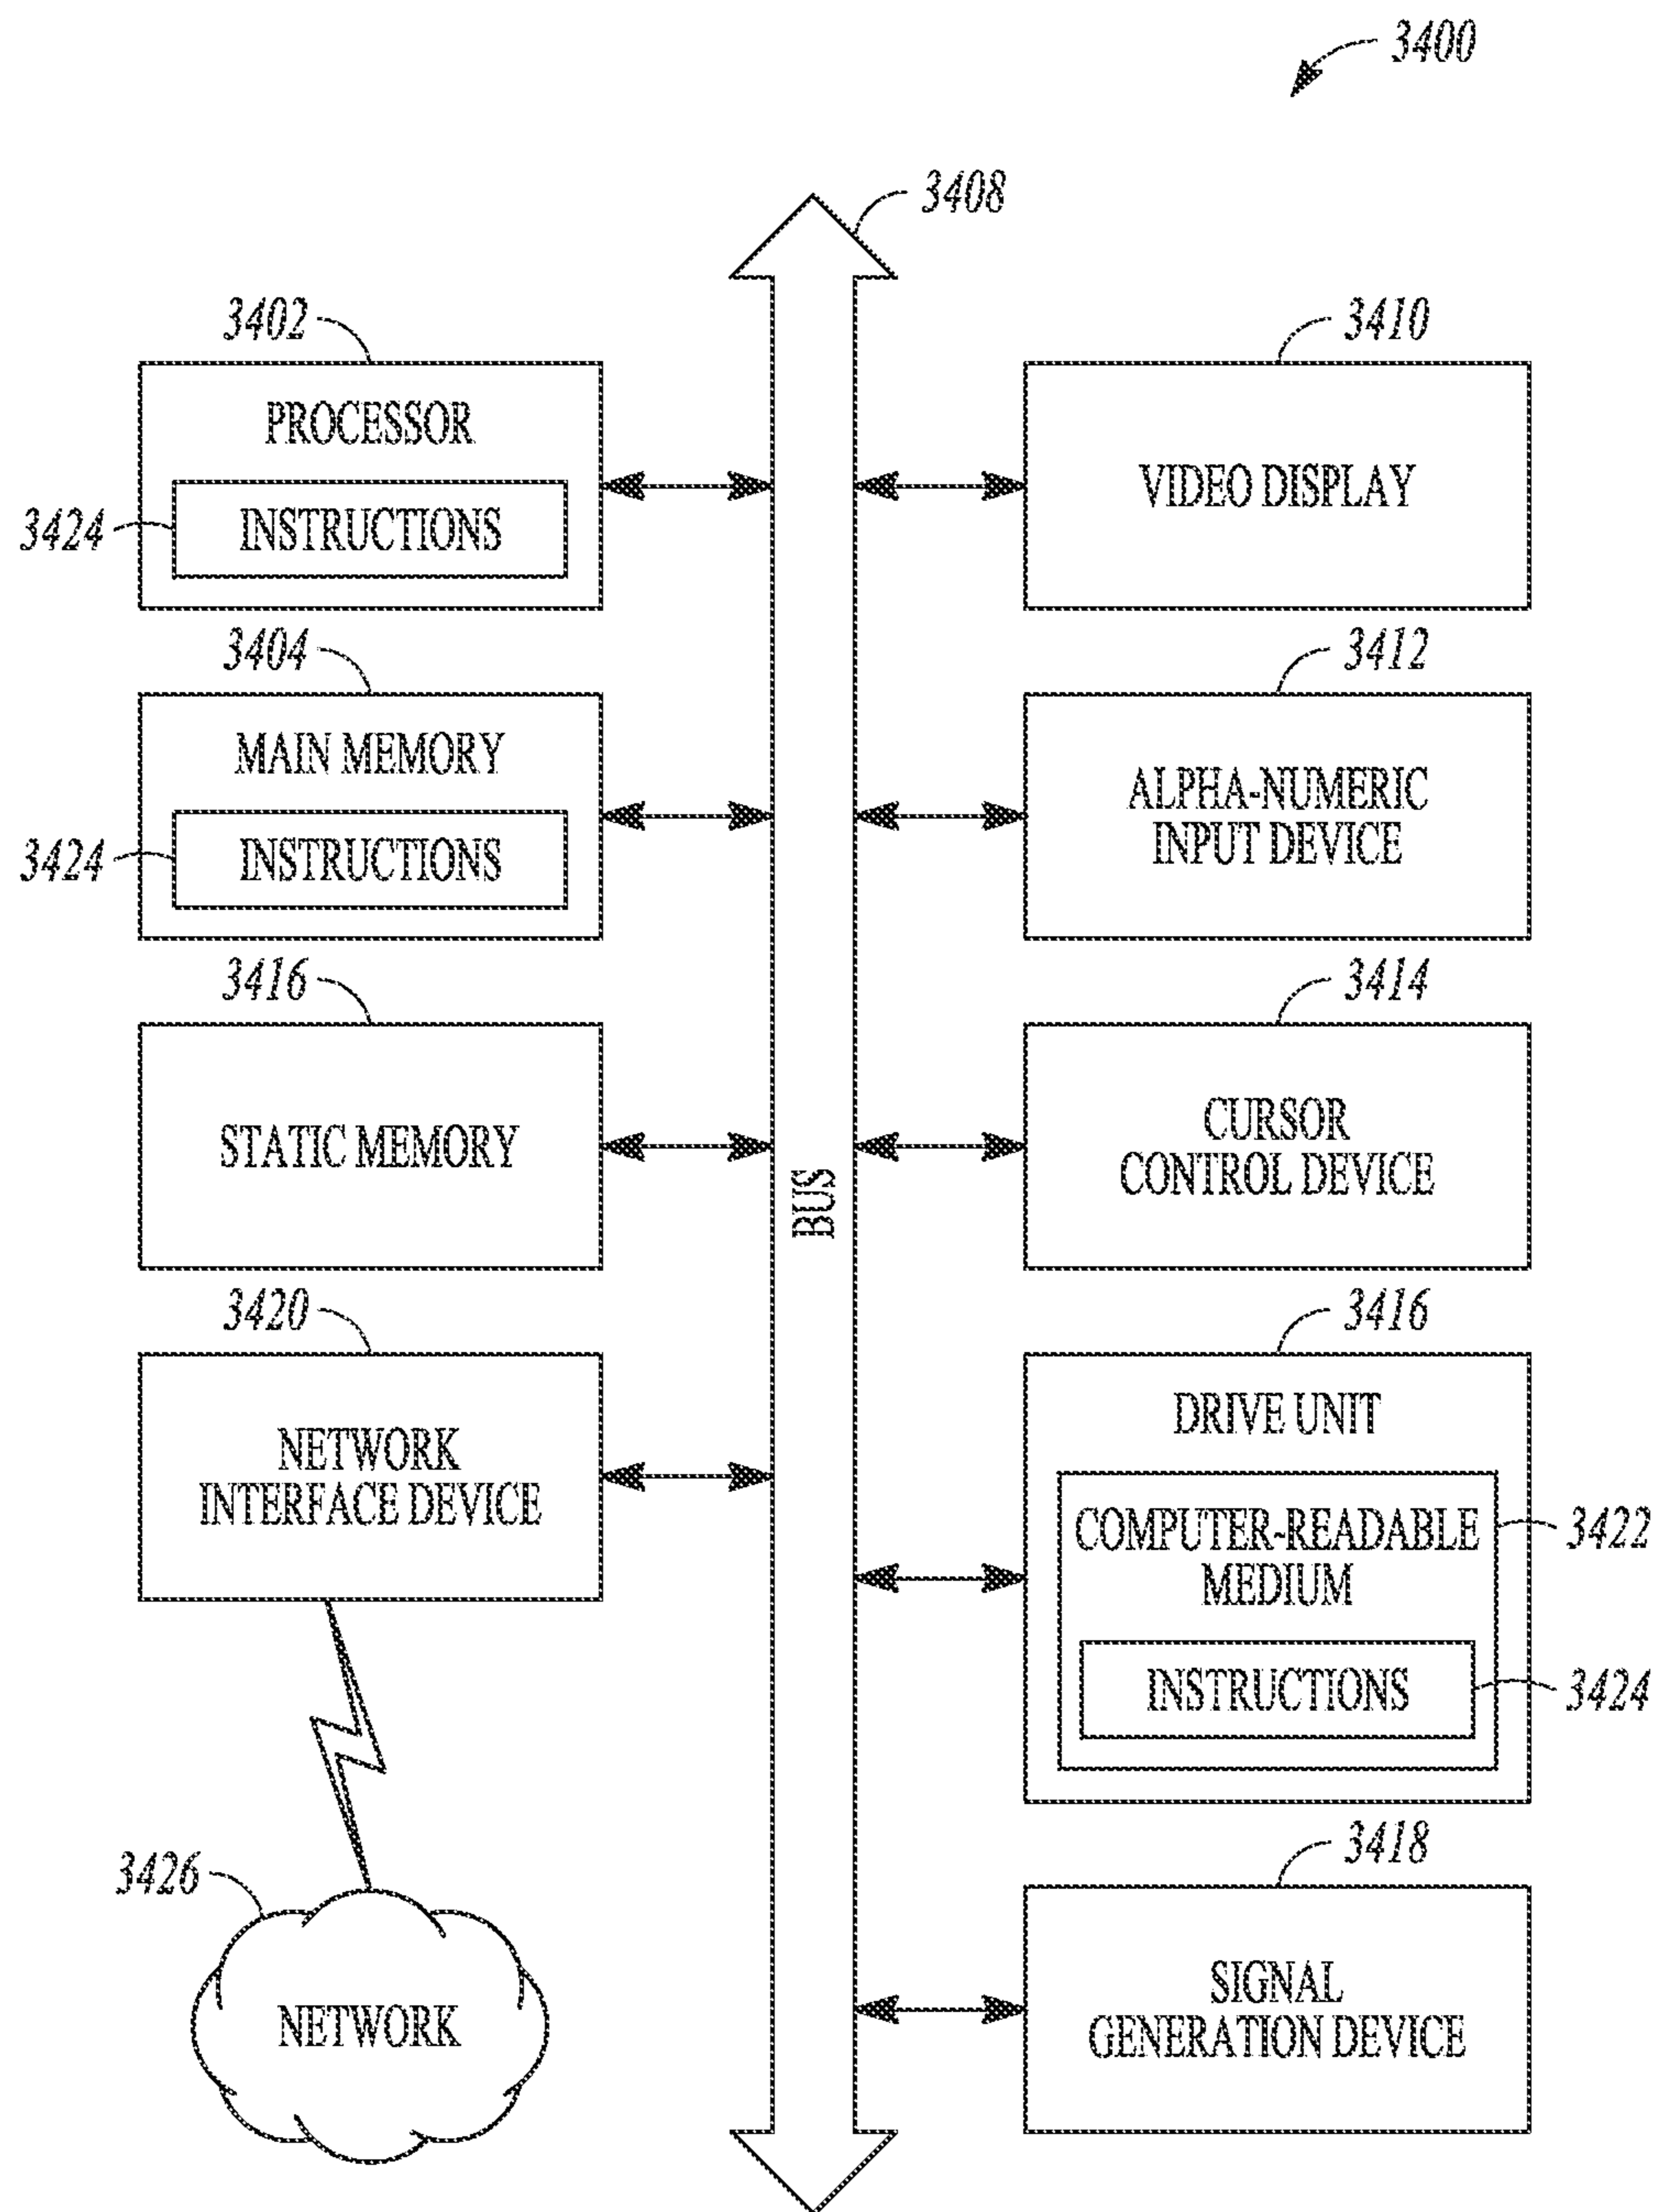 3400
3408
3402
PROCESSOR
3424
INSTRUCTIONS
3410
VIDEO DISPLAY
3404
MAIN MEMORY
3424
INSTRUCTIONS
3412
ALPHA-NUMERIC
INPUT DEVICE
3416
STATIC MEMORY
BUS
3414
CURSOR
CONTROL DEVICE
3420
NETWORK
INTERFACE DEVICE
3416
DRIVE UNIT
COMPUTER-READABLE
MEDIUM
3422
INSTRUCTIONS
3424
3426
NETWORK
3418
SIGNAL
GENERATION DEVICE